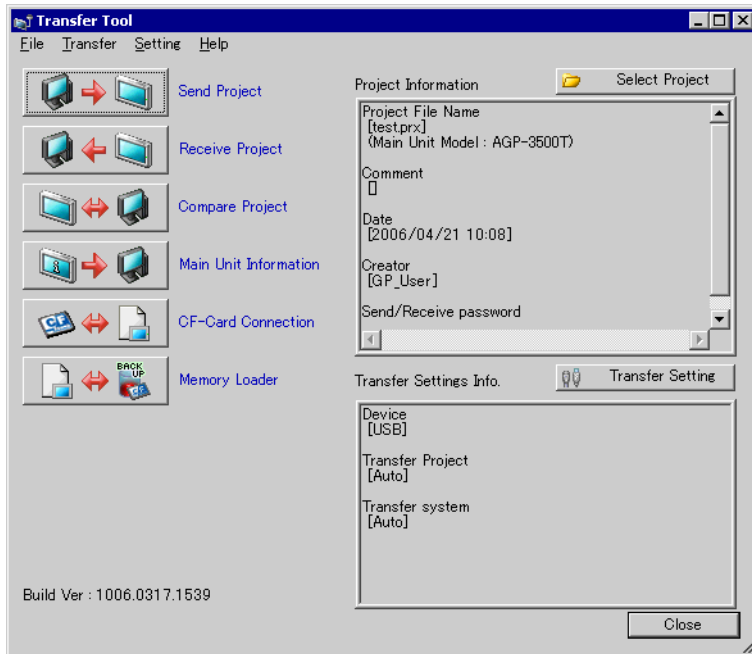 Transfer Tool
File Transfer Setting Help
Send Project
Receive Project
Compare Project
Main Unit Information
CF
CF-Card Connection
BACK
UP
CF
Memory Loader
Build Ver : 1006.0317.1539
Project Information
Select Project
Project File Name
[test.prx]
(Main Unit Model : AGP-3500T)
Comment
[]
Date
[2006/04/21 10:08]
Creator
[GP_User]
Send/Receive password
Transfer Settings Info.
Transfer Setting
Device
[USB]
Transfer Project
[Auto]
Transfer system
[Auto]
Close